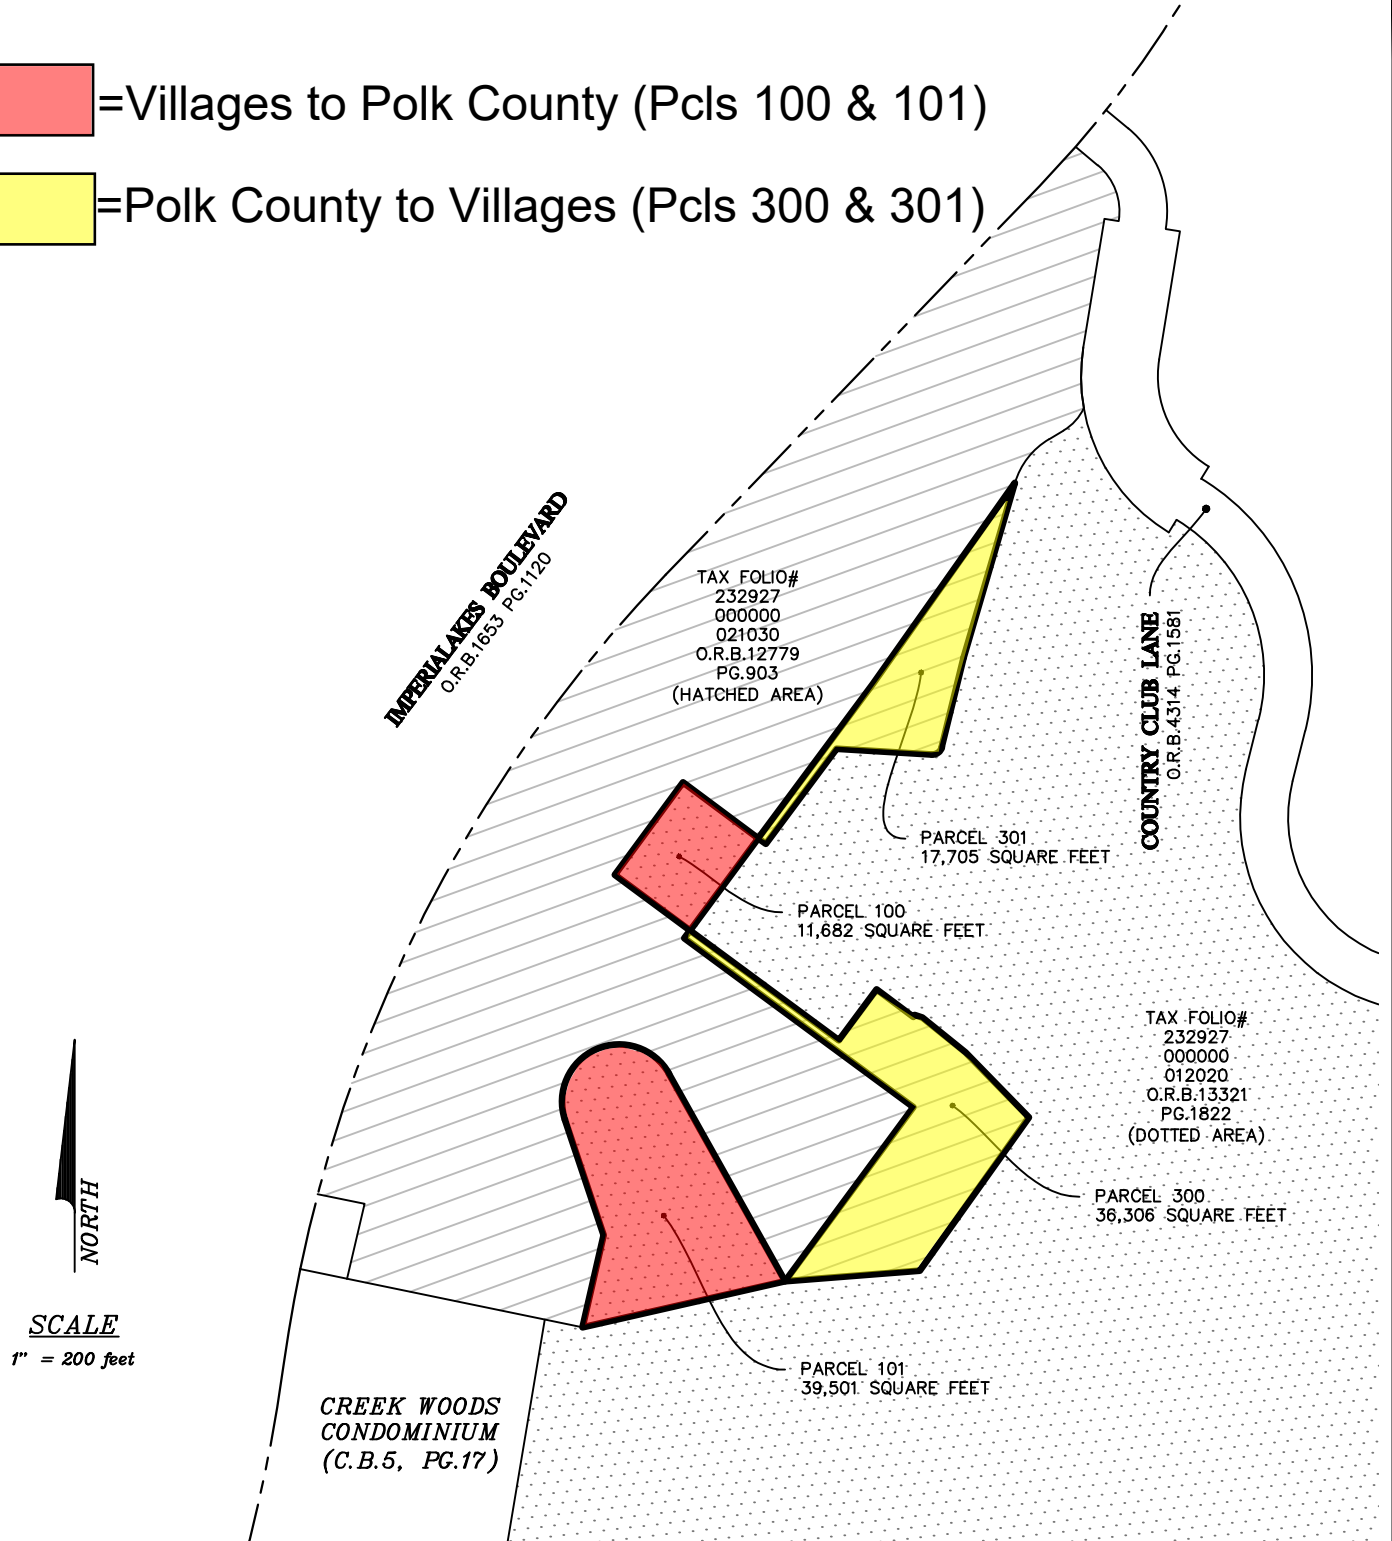 =Villages to Polk County (Pcls 100 & 101)
=Polk County to Villages (Pcls 300 & 301)
IMPERIALAKES BOULEVARD
O.R.B.1653 PG.1120
TAX FOLIO#
232927
000000
021030
O.R.B.12779
PG.903
(HATCHED AREA)
COUNTRY CLUB LANE
O.R.B.4314 PG.1581
PARCEL 301
17,705 SQUARE FEET
PARCEL 100
11,682 SQUARE FEET
TAX FOLIO#
232927
000000
012020
O.R.B.13321
PG.1822
(DOTTED AREA)
PARCEL 300
36,306 SQUARE FEET
NORTH
SCALE
1" = 200 feet
PARCEL 101
39,501 SQUARE FEET
CREEK WOODS
CONDOMINIUM
(C.B.5, PG.17)